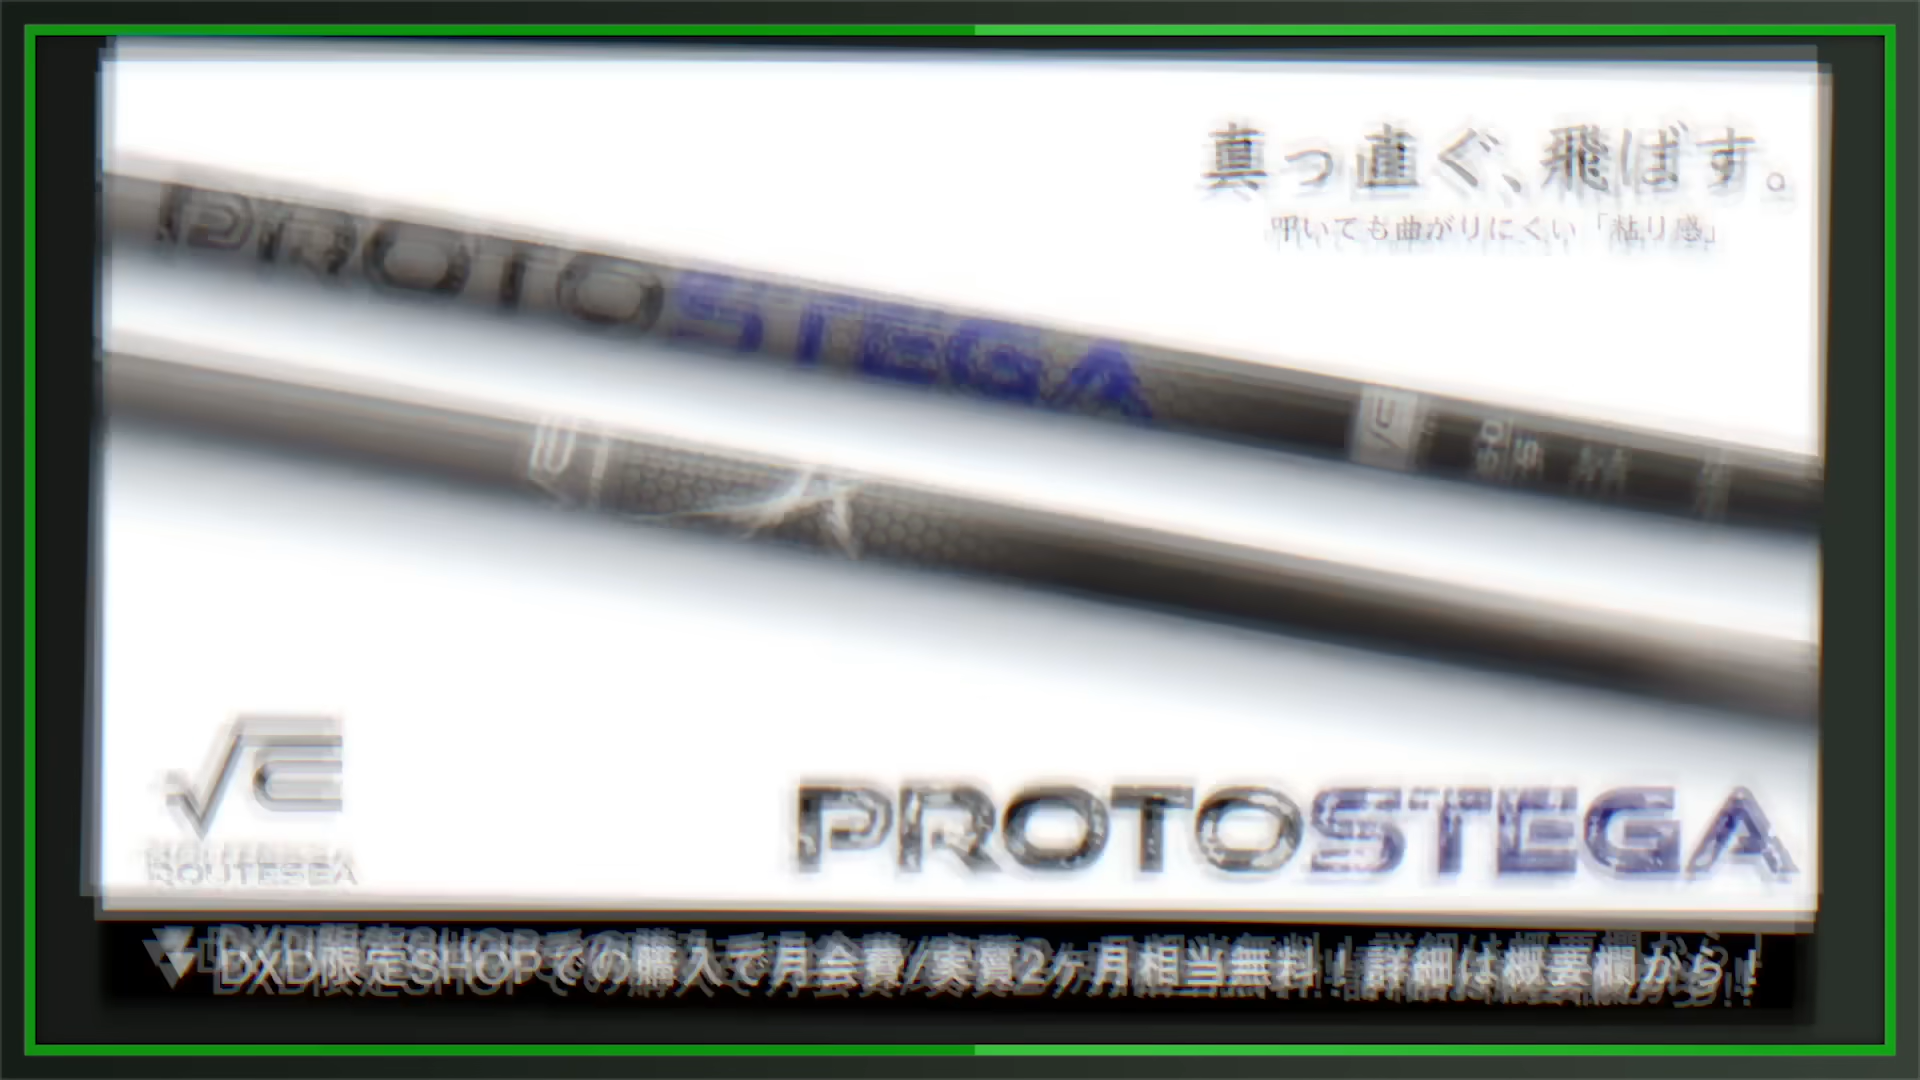 真っ直ぐ、飛ばす。
叩いても曲がりにくい「粘り感」
PROTOSTEGA
ROUTESEA
PROTOSTEGA
▼DXD限定SHOPでの購入で月会費/実質2ヶ月相当無料！詳細は概要欄から！